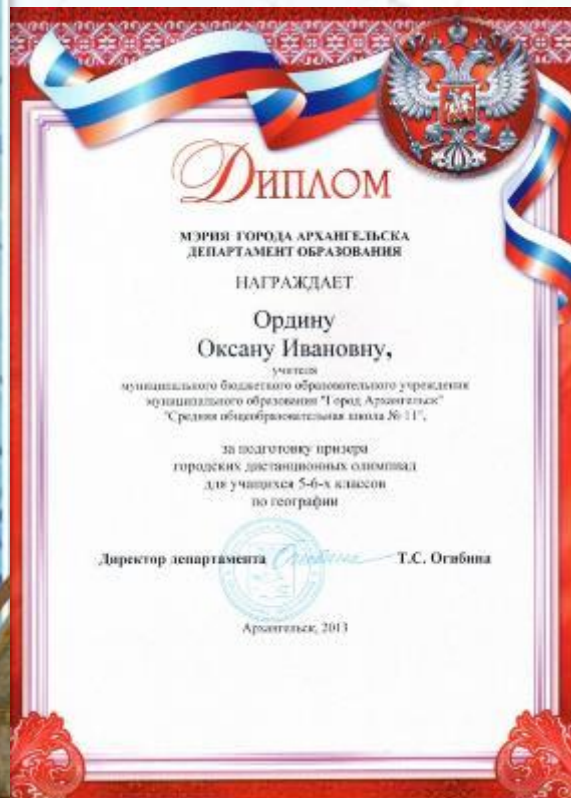 ДИПЛОМ
МЭРИЯ ГОРОДА АРХАНГЕЛЬСКА
ДЕПАРТАМЕНТ ОБРАЗОВАНИЯ
НАГРАЖДАЕТ
Ордину
Оксану Ивановну,
учителя
муниципального бюджетного образовательного учреждения
муниципального образования "Город Архангельск"
"Средняя общеобразовательная школа № 11",
за подготовку призера
городских дистанционных олимпиад
для учащихся 5-6-х классов
по географии
Директор департамента Т.С. Огибина
Архангельск, 2013